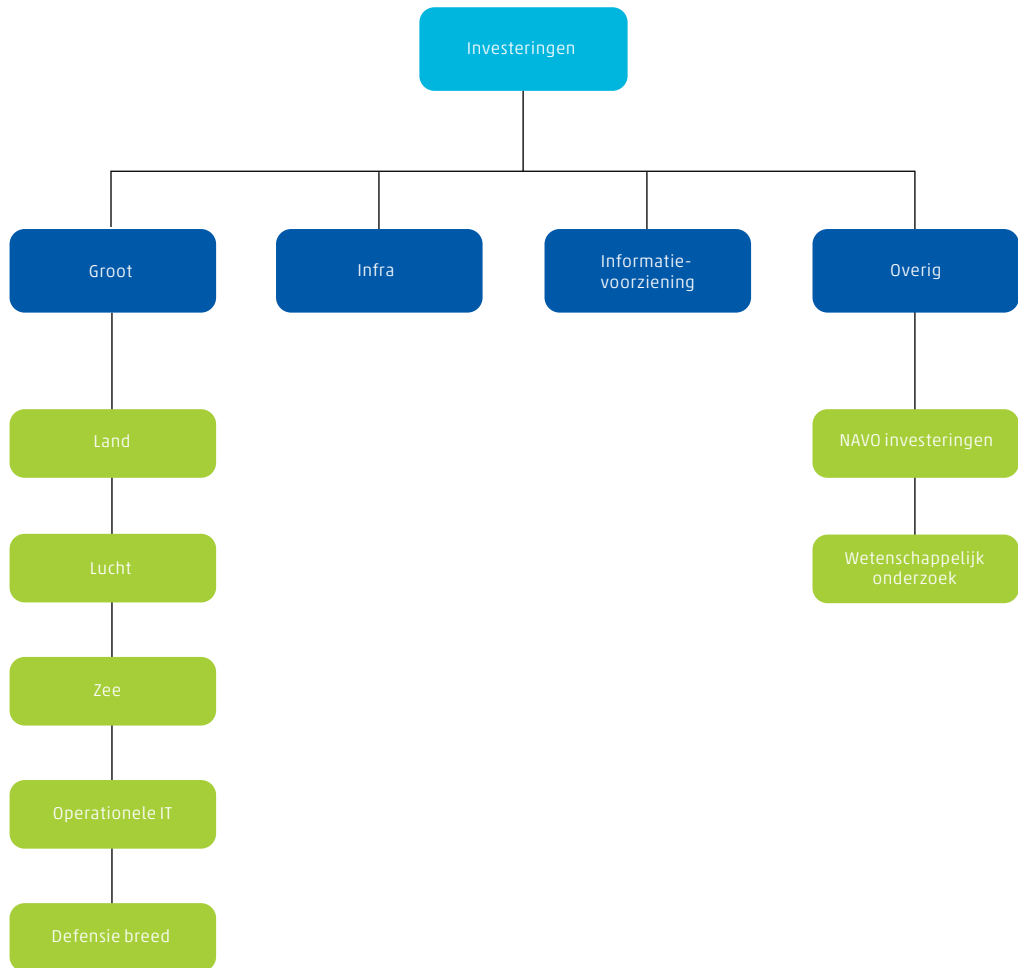 Investeringen
Groot
Infra
Informatie-
voorziening
Overig
Land
NAVO investeringen
Lucht
Wetenschappelijk
onderzoek
Zee
Operationele IT
Defensie breed